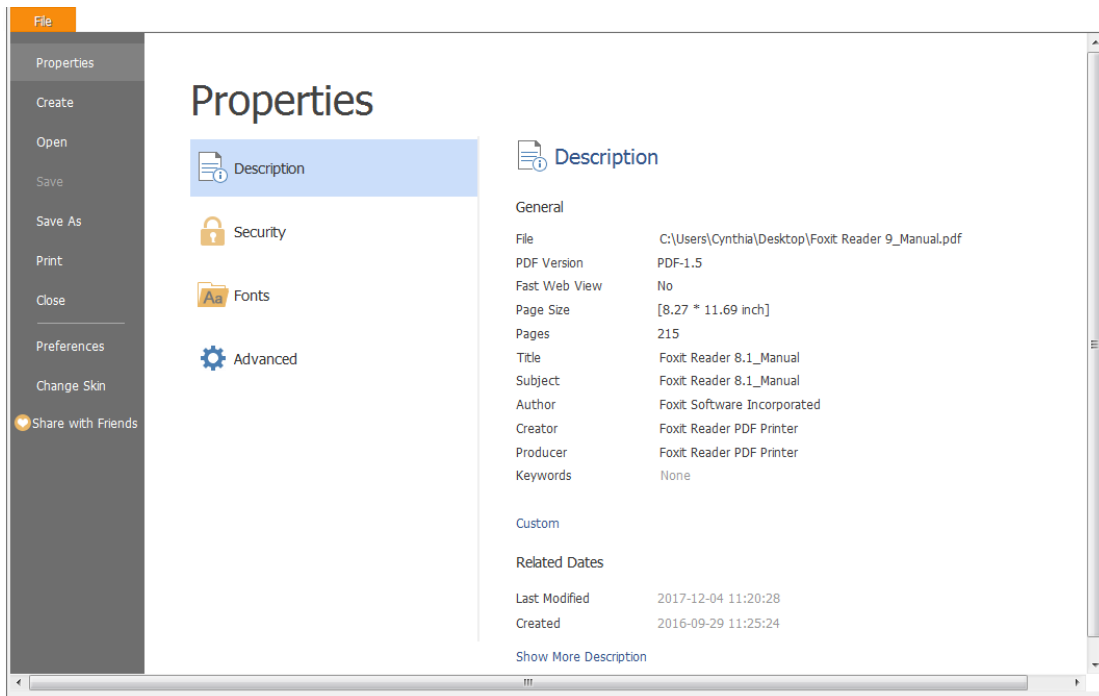 File
Properties
Create
Open
Save
Save As
Print
Close
Preferences
Change Skin
Share with Friends
Properties
Description
Security
Aa Fonts
Advanced
Description
General
File C:\Users\Cynthia\Desktop\Foxit Reader 9_Manual.pdf
PDF Version PDF-1.5
Fast Web View No
Page Size [8.27 * 11.69 inch]
Pages 215
Title Foxit Reader 8.1_Manual
Subject Foxit Reader 8.1_Manual
Author Foxit Software Incorporated
Creator Foxit Reader PDF Printer
Producer Foxit Reader PDF Printer
Keywords None
Custom
Related Dates
Last Modified 2017-12-04 11:20:28
Created 2016-09-29 11:25:24
Show More Description